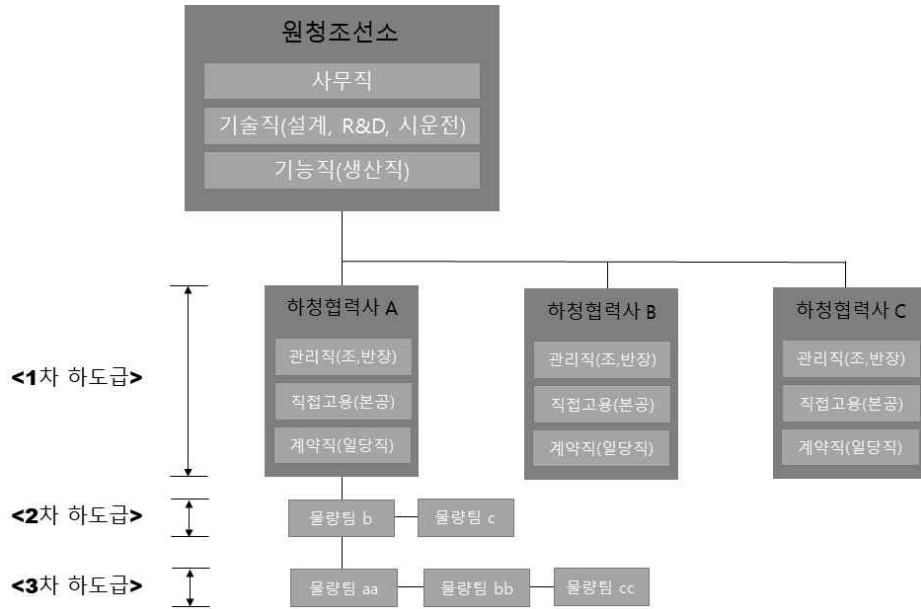 원청조선소
사무직
기술직(설계, R&D, 시운전)
기능직(생산직)
<1차 하도급>
하청협력사 A
관리직(조,반장)
직접고용(본공)
계약직(일당직)
하청협력사 B
관리직(조,반장)
직접고용(본공)
계약직(일당직)
하청협력사 C
관리직(조,반장)
직접고용(본공)
계약직(일당직)
<2차 하도급>
물량팀 b
물량팀 c
<3차 하도급>
물량팀 aa
물량팀 bb
물량팀 cc